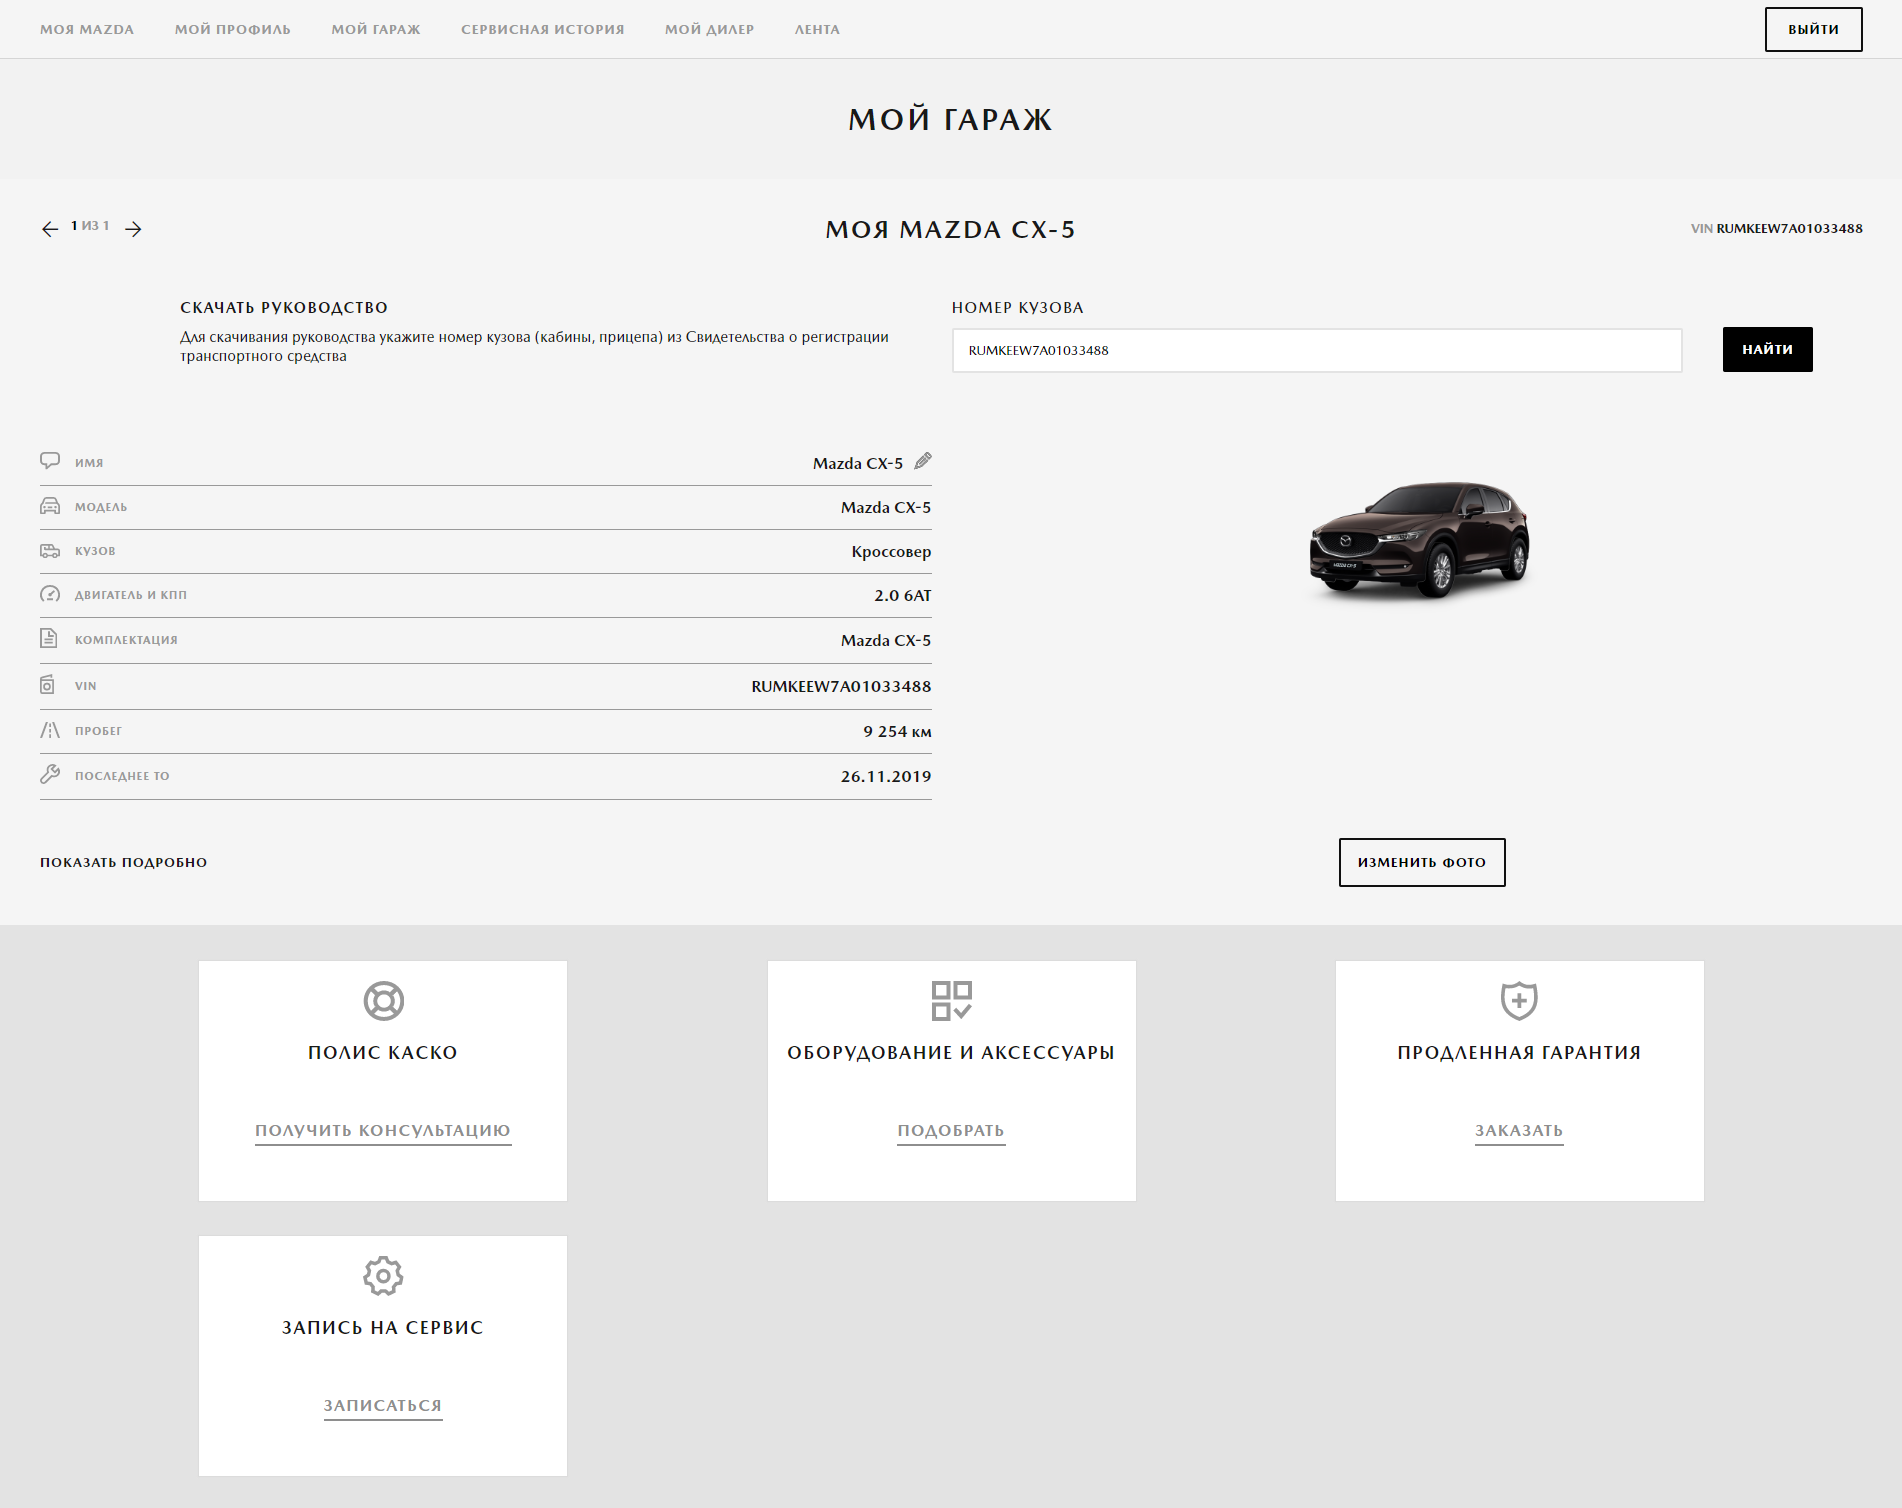 МОЯ MAZDA
МОЙ ПРОФИЛЬ
МОЙ ГАРАЖ
СЕРВИСНАЯ ИСТОРИЯ
МОЙ ДИЛЕР
ЛЕНТА
ВЫЙТИ
МОЙ ГАРАЖ
1 ИЗ 1
МОЯ MAZDA CX-5
VIN RUMKEEW7A01033488
СКАЧАТЬ РУКОВОДСТВО
Для скачивания руководства укажите номер кузова (кабины, прицепа) из Свидетельства о регистрации
транспортного средства
НОМЕР КУЗОВА
RUMKEEW7A01033488
НАЙТИ
ИМЯ
Mazda CX-5
МОДЕЛЬ
Mazda CX-5
КУЗОВ
Кроссовер
ДВИГАТЕЛЬ И КПП
2.0 6AT
КОМПЛЕКТАЦИЯ
Mazda CX-5
VIN
RUMKEEW7A01033488
ПРОБЕГ
9 254 км
ПОСЛЕДНЕЕ ТО
26.11.2019
MAZDA CX-5
ПОКАЗАТЬ ПОДРОБНО
ИЗМЕНИТЬ ФОТО
ПОЛИС КАСКО
ПОЛУЧИТЬ КОНСУЛЬТАЦИЮ
ОБОРУДОВАНИЕ И АКСЕССУАРЫ
ПОДОБРАТЬ
ПРОДЛЕННАЯ ГАРАНТИЯ
ЗАКАЗАТЬ
ЗАПИСЬ НА СЕРВИС
ЗАПИСАТЬСЯ